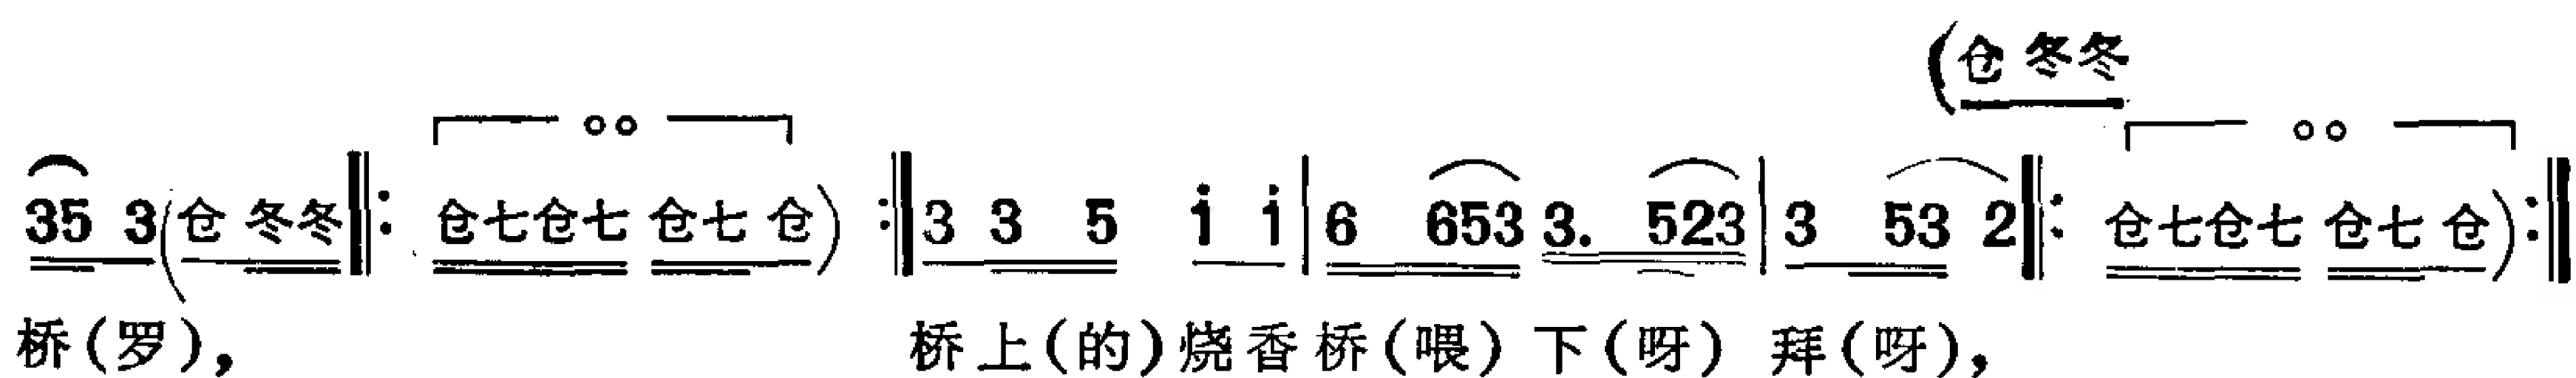 (仓 冬冬
35 3(仓 冬冬‖: 仓七仓七 仓七 仓) :‖3 3 5 i i|6 653 3. 523|3 53 2‖: 仓七仓七 仓七 仓):‖
桥(罗), 桥上(的)烧香桥(喂)下(呀) 拜(呀),